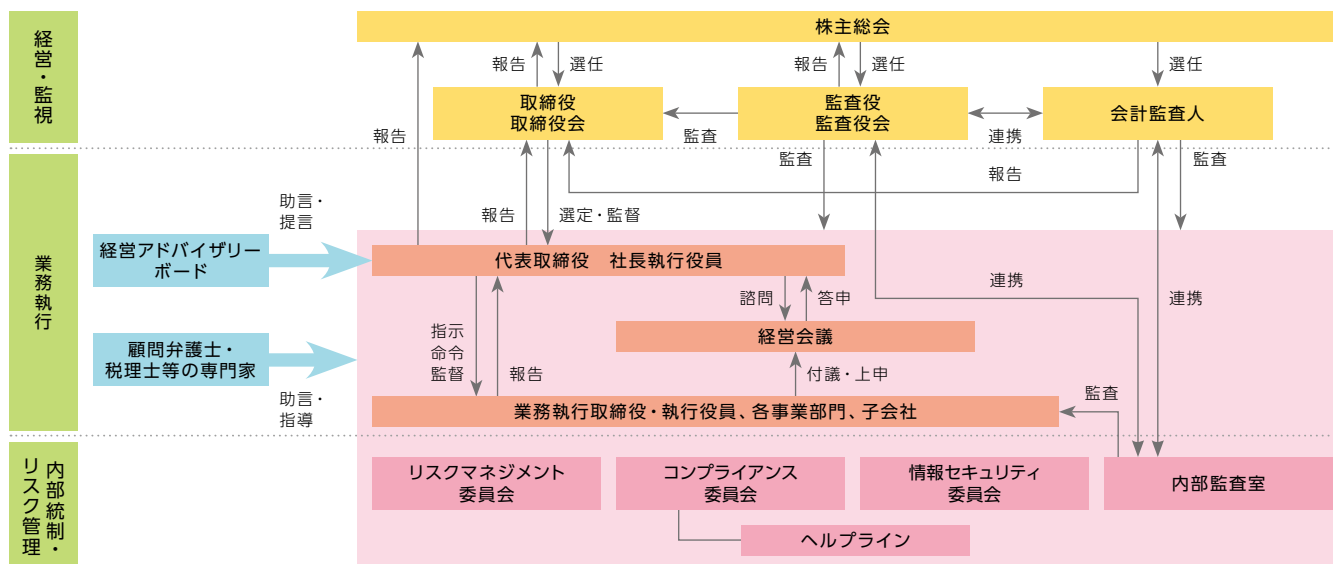 経営・監視
株主総会
報告
選任
報告
選任
選任
取締役
取締役会
監査役
監査役会
会計監査人
監査
連携
報告
監査
監査
報告
業務執行
助言・
提言
報告
選定・監督
経営アドバイザリー
ボード
代表取締役　社長執行役員
諮問
答申
連携
連携
顧問弁護士・
税理士等の専門家
指示
命令
監督
経営会議
報告
付議・上申
助言・
指導
監査
業務執行取締役・執行役員、各事業部門、子会社
内部統制・
リスク管理
リスクマネジメント
委員会
コンプライアンス
委員会
情報セキュリティ
委員会
内部監査室
ヘルプライン